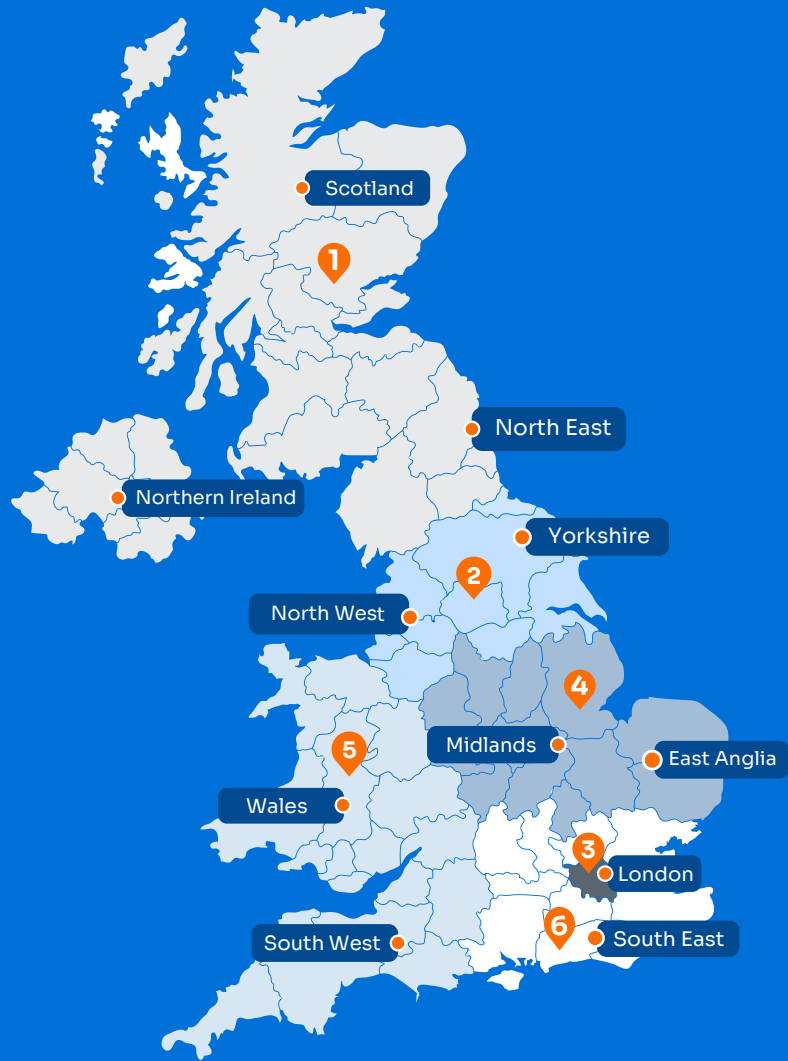 Scotland
1
North East
Northern Ireland
Yorkshire
2
North West
4
Midlands
5
East Anglia
Wales
3
London
6
South East
South West